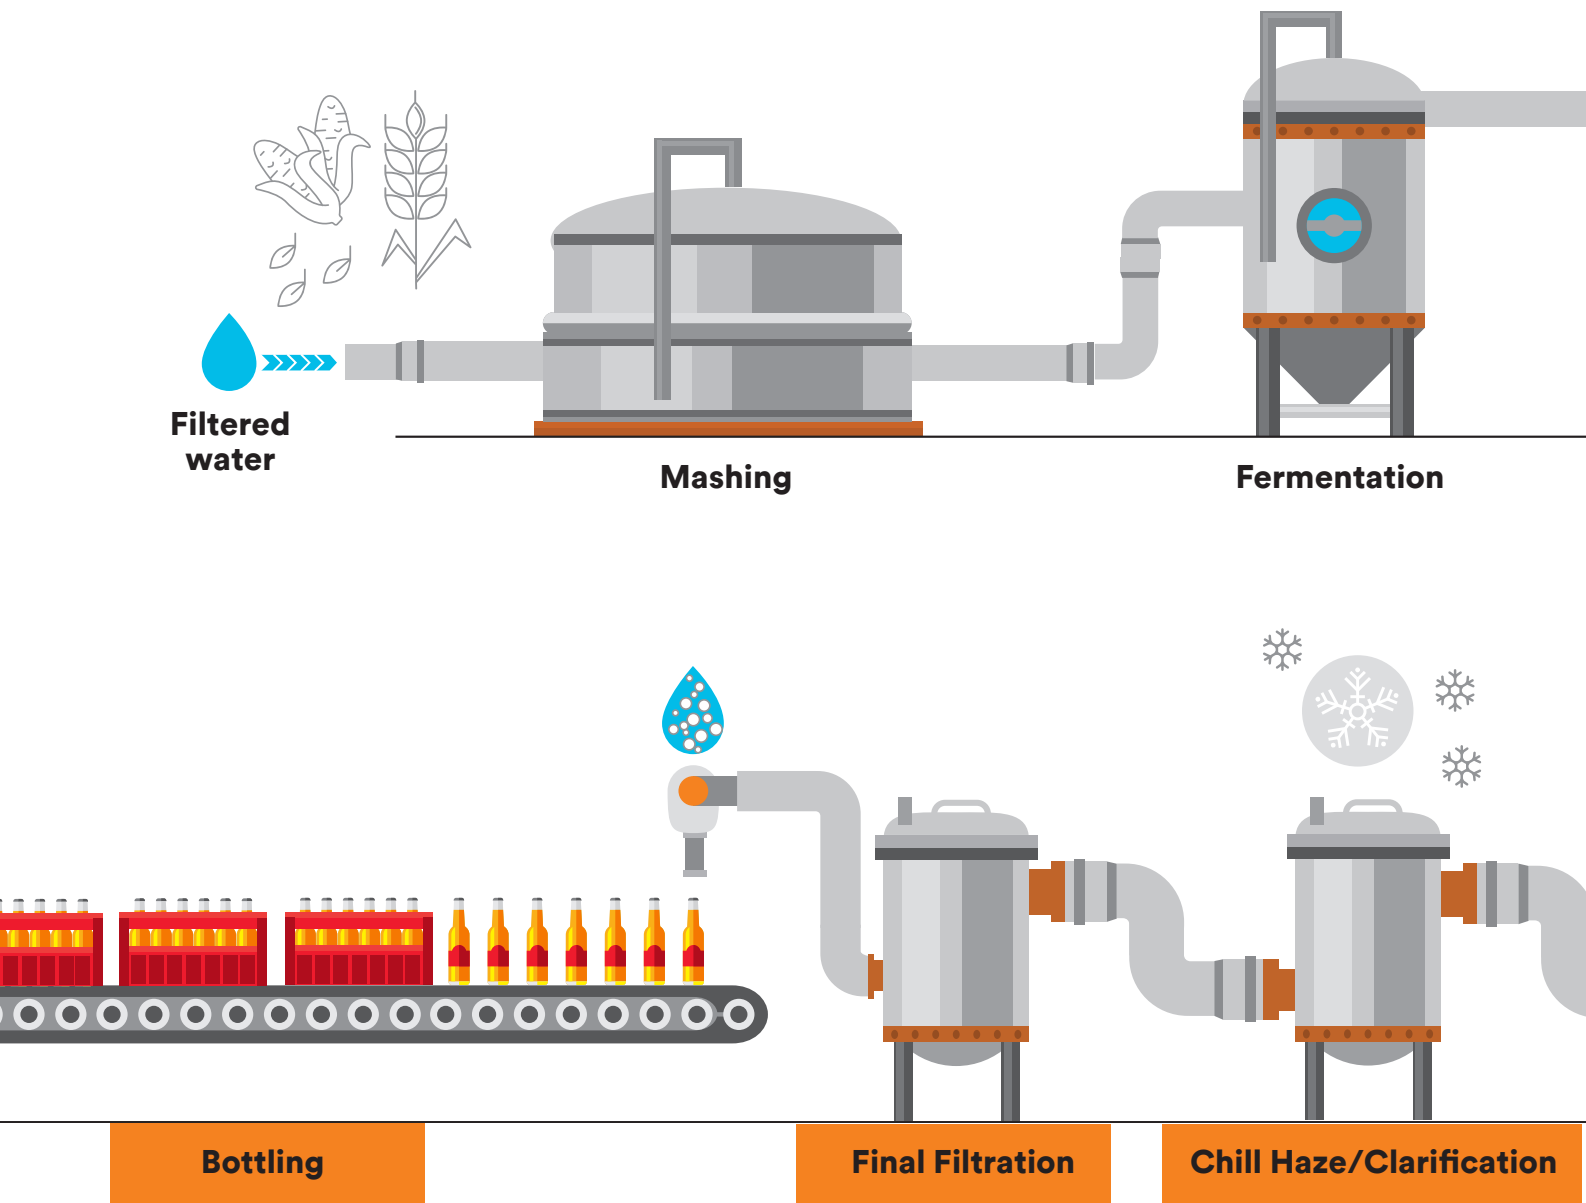 Filtered
water
Mashing
Fermentation
Bottling
Final Filtration
Chill Haze/Clarification